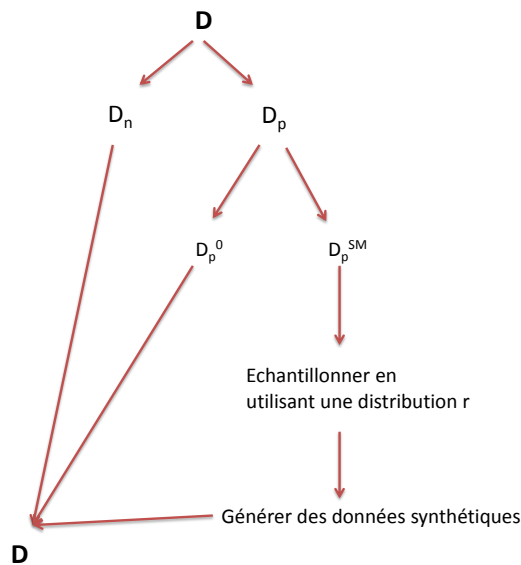 D
Dₙ Dₚ
Dₚ⁰ Dₚˢᴹ
Echantillonner en
utilisant une distribution r
Générer des données synthétiques
D